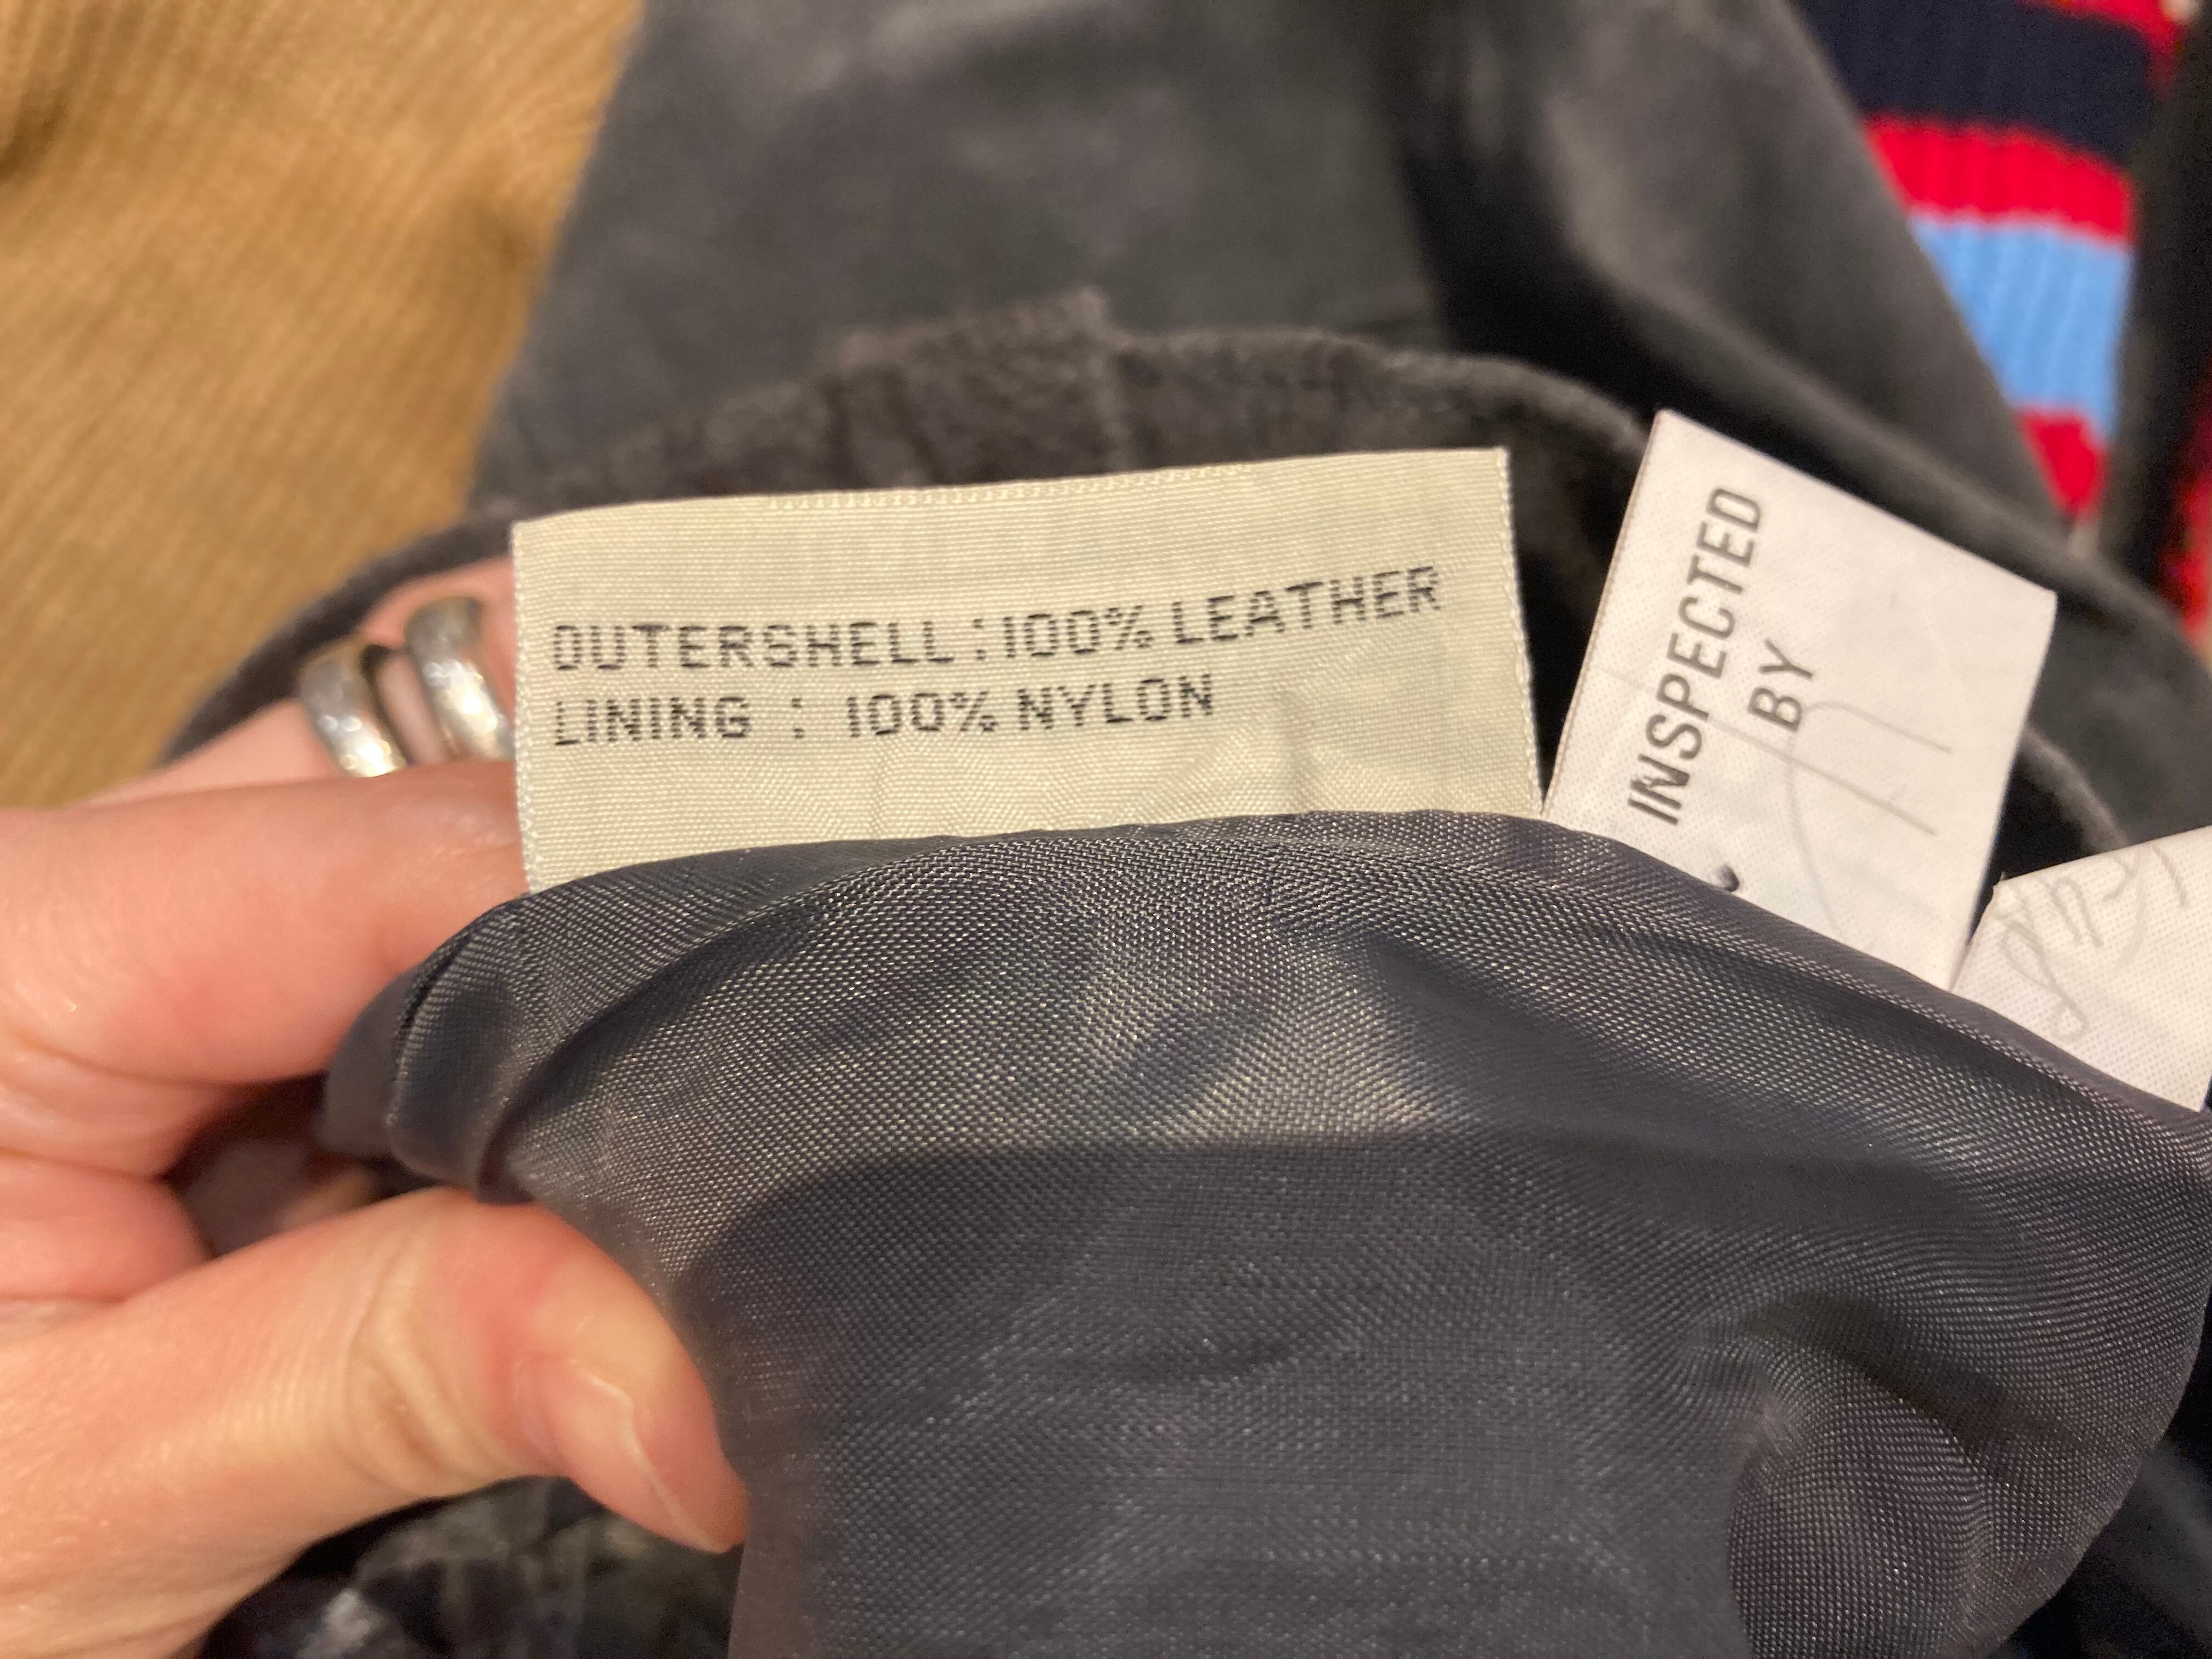 OUTERSHELL : 100% LEATHER
LINING : 100% NYLON
INSPECTED
BY